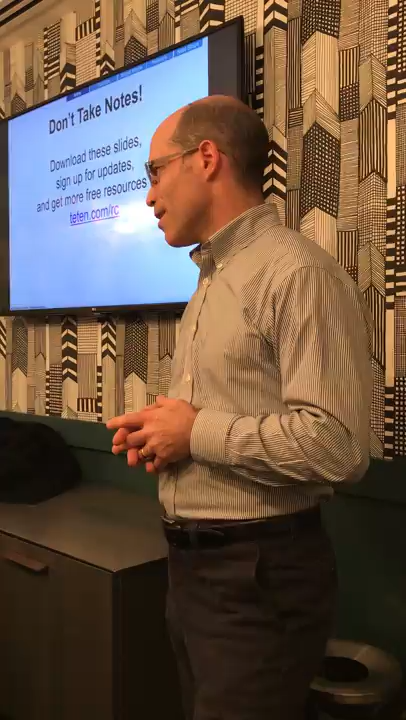 Don't Take Notes!
Download these slides,
sign up for updates,
and get more free resources
teten.com/rc